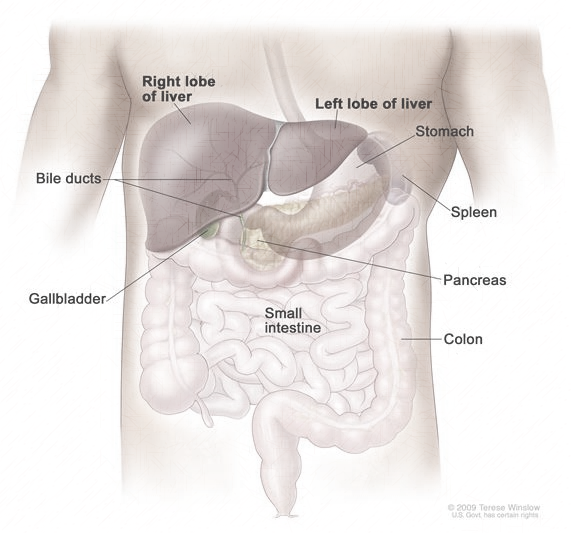 Right lobe
of liver
Left lobe of liver
Stomach
Bile ducts
Spleen
Pancreas
Gallbladder
Small
intestine
Colon
© 2009 Terese Winslow
U.S. Govt. has certain rights